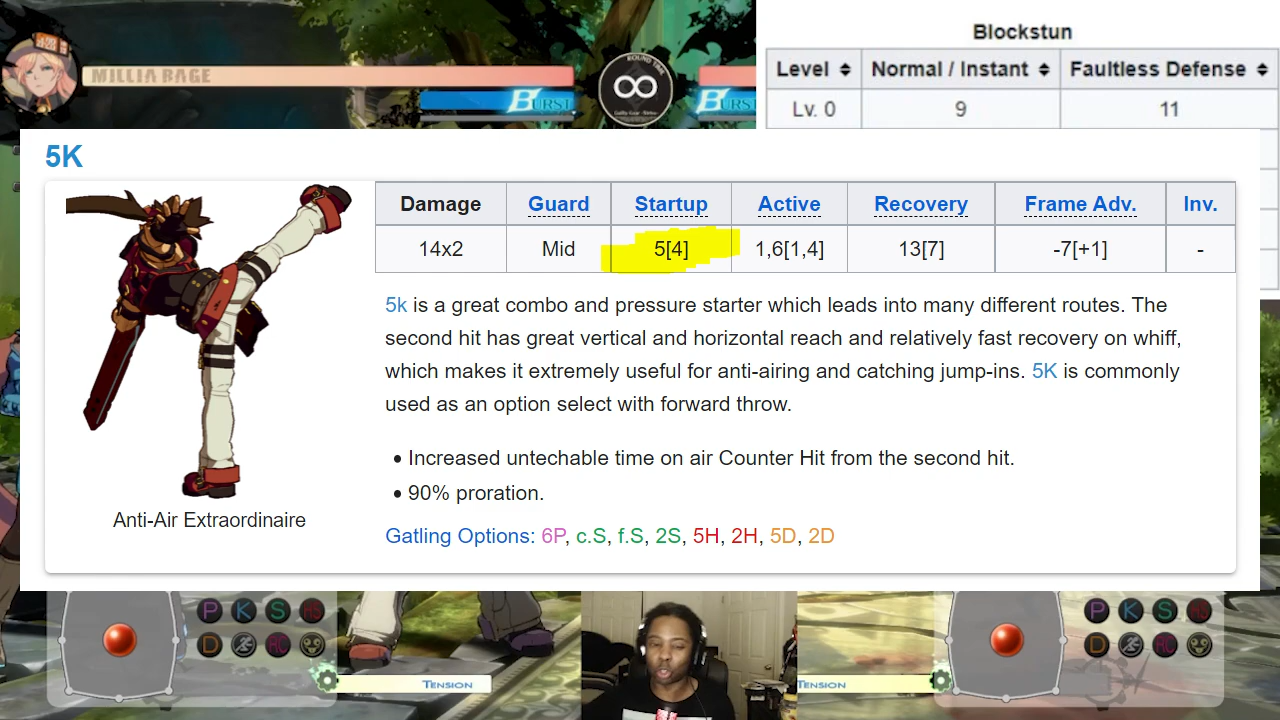 MILLIA RAGE
BURST
ROUND TIME
∞
BURST
Blockstun
Level Normal / Instant Faultless Defense
Lv. 0 9 11
5K
Damage Guard Startup Active Recovery Frame Adv. Inv.
14x2 Mid 5[4] 1,6[1,4] 13[7] -7[+1] -
5k is a great combo and pressure starter which leads into many different routes. The
second hit has great vertical and horizontal reach and relatively fast recovery on whiff,
which makes it extremely useful for anti-airing and catching jump-ins. 5K is commonly
used as an option select with forward throw.
• Increased untechable time on air Counter Hit from the second hit.
• 90% proration.
Anti-Air Extraordinaire
Gatling Options: 6P, c.S, f.S, 2S, 5H, 2H, 5D, 2D
P K S HS
D RC
TENSION
TENSION
P K S HS
D RC